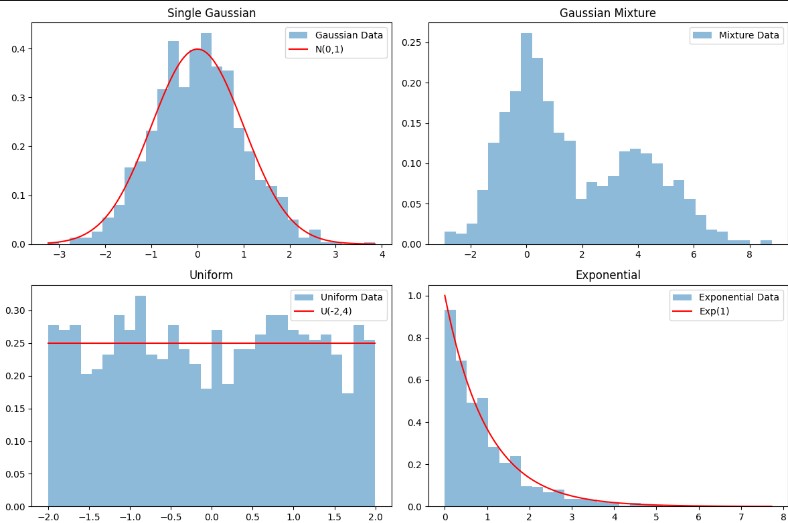 Single Gaussian
Gaussian Data
N(0,1)
0.4
0.3
0.2
0.1
0.0
−3 −2 −1 0 1 2 3 4
Gaussian Mixture
Mixture Data
0.25
0.20
0.15
0.10
0.05
0.00
−2 0 2 4 6 8
Uniform
Uniform Data
U(-2,4)
0.30
0.25
0.20
0.15
0.10
0.05
0.00
−2.0 −1.5 −1.0 −0.5 0.0 0.5 1.0 1.5 2.0
Exponential
Exponential Data
Exp(1)
1.0
0.8
0.6
0.4
0.2
0.0
0 1 2 3 4 5 6 7 8